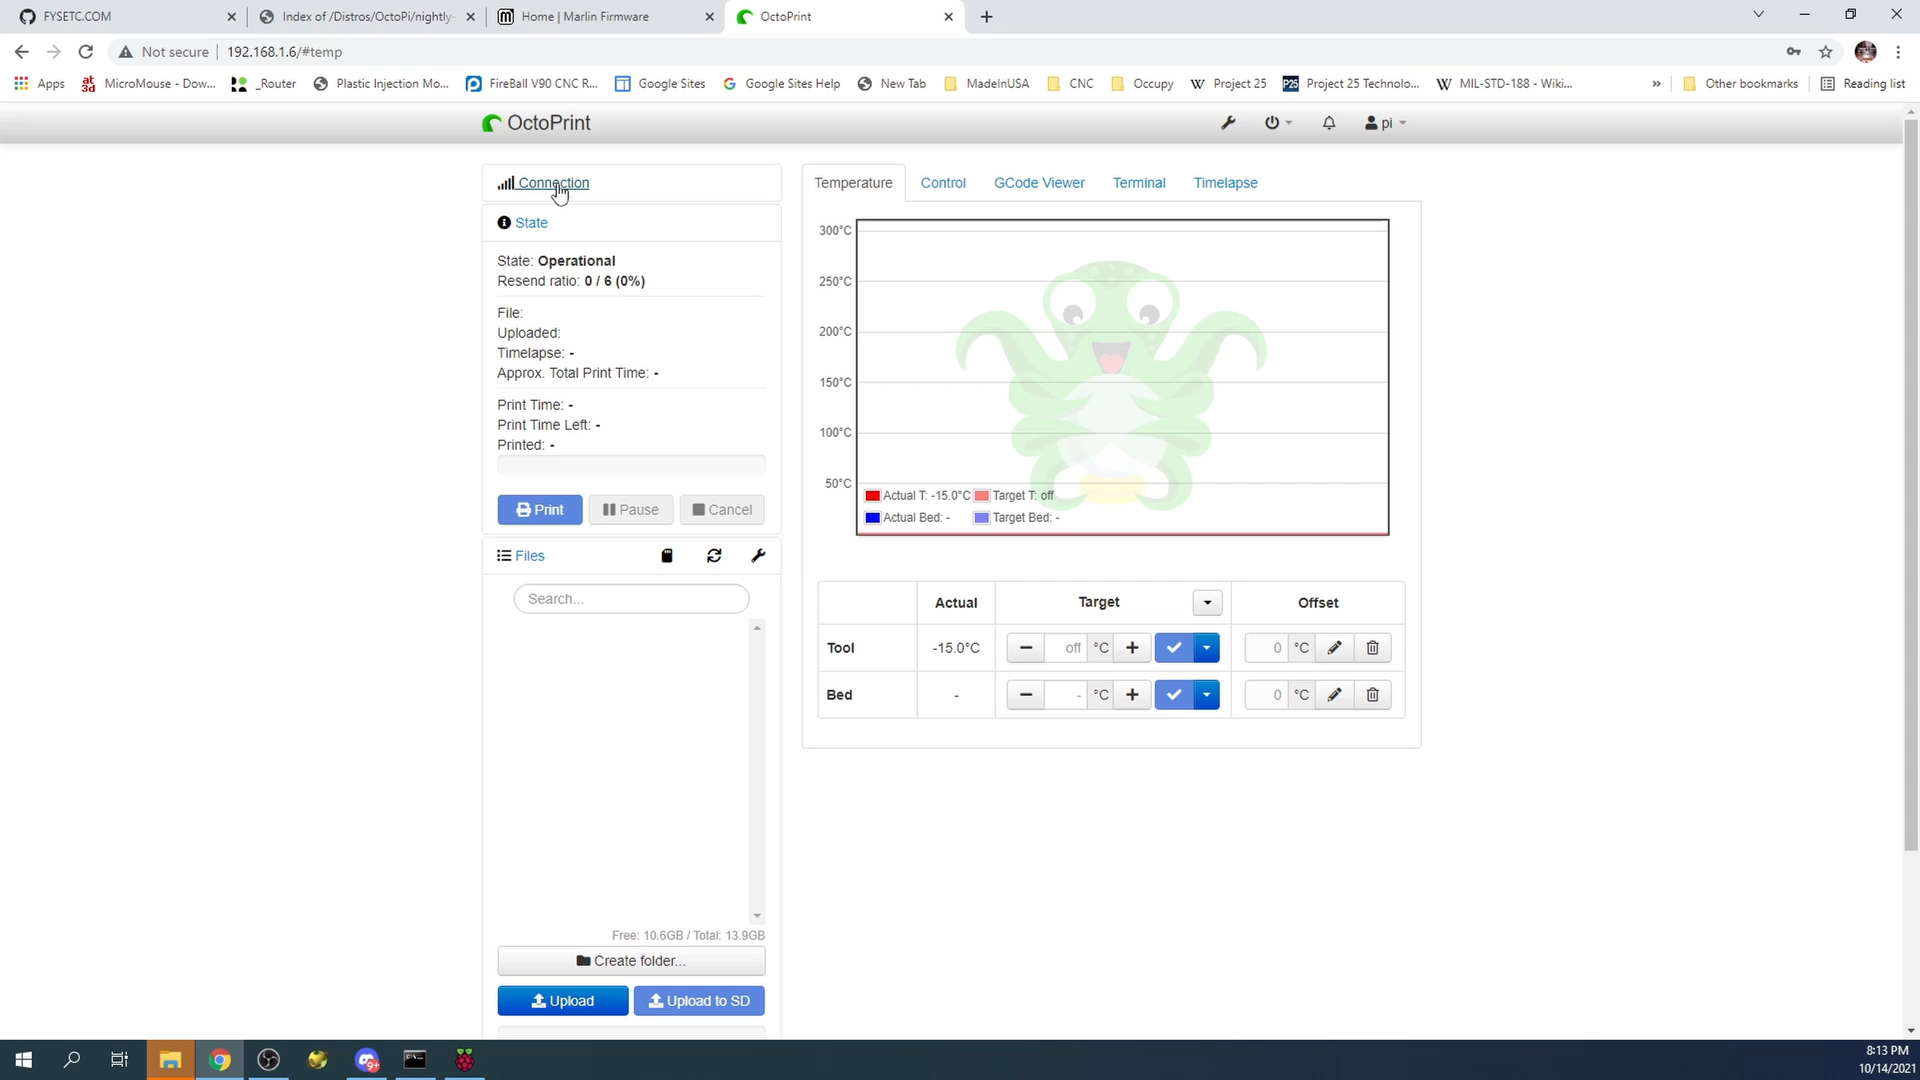 FYSETC.COM
Index of /Distros/OctoPi/nightly-
Home | Marlin Firmware
OctoPrint
Not secure
192.168.1.6/#temp
Apps
at3d
MicroMouse - Dow...
_Router
Plastic Injection Mo...
FireBall V90 CNC R...
Google Sites
Google Sites Help
New Tab
MadeInUSA
CNC
Occupy
Project 25
P25
Project 25 Technolo...
MIL-STD-188 - Wiki...
»
Other bookmarks
Reading list
OctoPrint
pi
Connection
State
State: Operational
Resend ratio: 0 / 6 (0%)
File:
Uploaded:
Timelapse: -
Approx. Total Print Time: -
Print Time: -
Print Time Left: -
Printed: -
Print
Pause
Cancel
Files
Search...
Free: 10.6GB / Total: 13.9GB
Create folder...
Upload
Upload to SD
Temperature
Control
GCode Viewer
Terminal
Timelapse
300°C
250°C
200°C
150°C
100°C
50°C
Actual T: -15.0°C
Target T: off
Actual Bed: -
Target Bed: -
Actual
Target
Offset
Tool
-15.0°C
off
°C
0
°C
Bed
-
-
°C
0
°C
9+
8:13 PM
10/14/2021